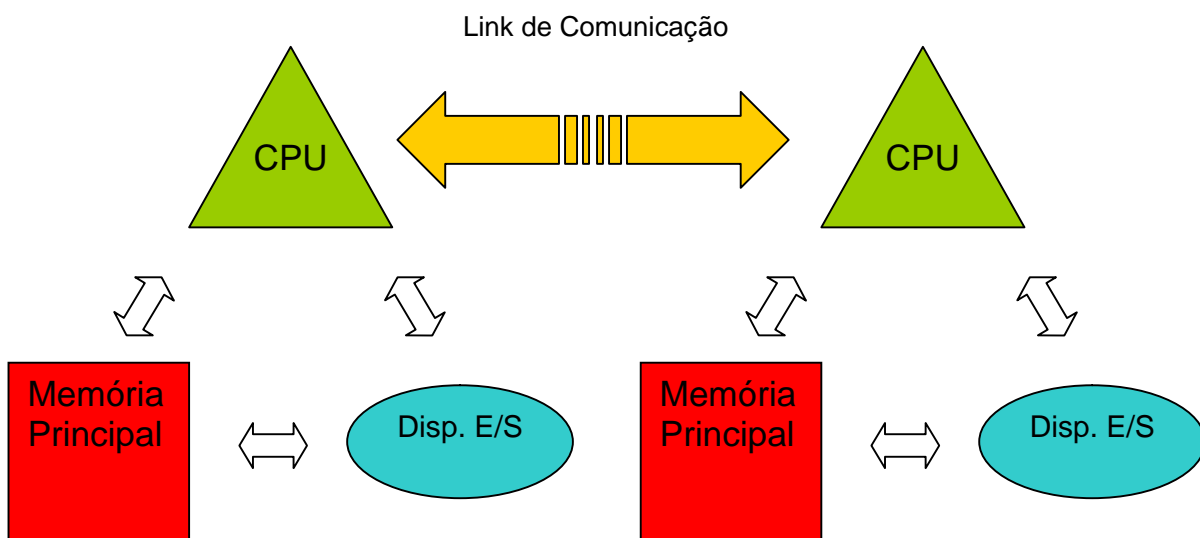 Link de Comunicação
CPU
CPU
Memória
Principal
Disp. E/S
Memória
Principal
Disp. E/S